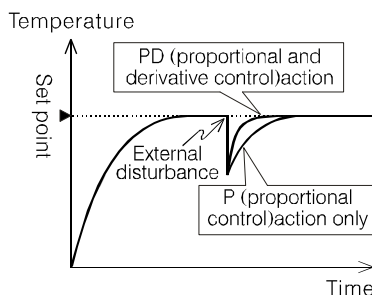 Temperature
PD (proportional and
derivative control)action
Set point
External
disturbance
P (proportional
control)action only
Time